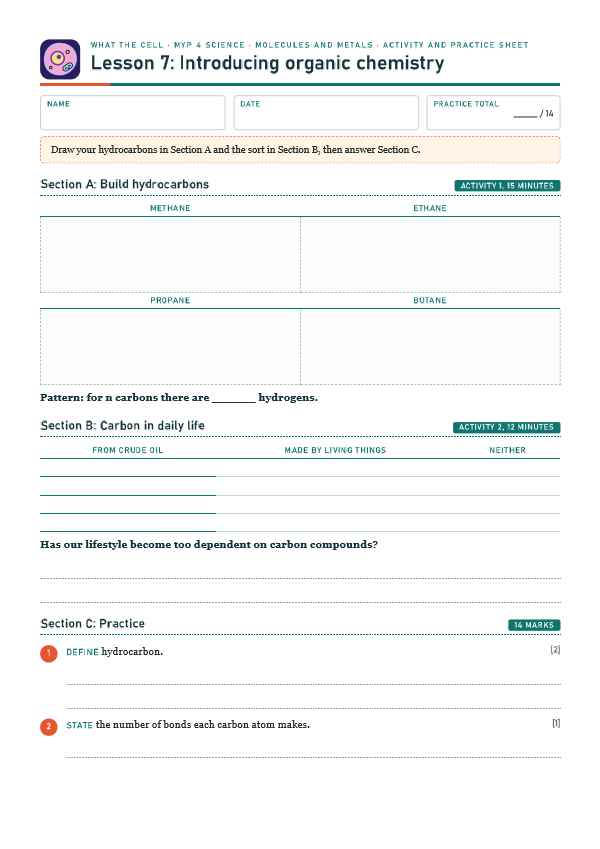 WHAT THE CELL · MYP 4 SCIENCE · MOLECULES AND METALS · ACTIVITY AND PRACTICE SHEET
Lesson 7: Introducing organic chemistry
NAME
DATE
PRACTICE TOTAL
_____ / 14
Draw your hydrocarbons in Section A and the sort in Section B, then answer Section C.
Section A: Build hydrocarbons
ACTIVITY 1, 15 MINUTES
METHANE
ETHANE
PROPANE
BUTANE
Pattern: for n carbons there are ________ hydrogens.
Section B: Carbon in daily life
ACTIVITY 2, 12 MINUTES
FROM CRUDE OIL
MADE BY LIVING THINGS
NEITHER
Has our lifestyle become too dependent on carbon compounds?
Section C: Practice
14 MARKS
1 DEFINE hydrocarbon. [2]
2 STATE the number of bonds each carbon atom makes. [1]